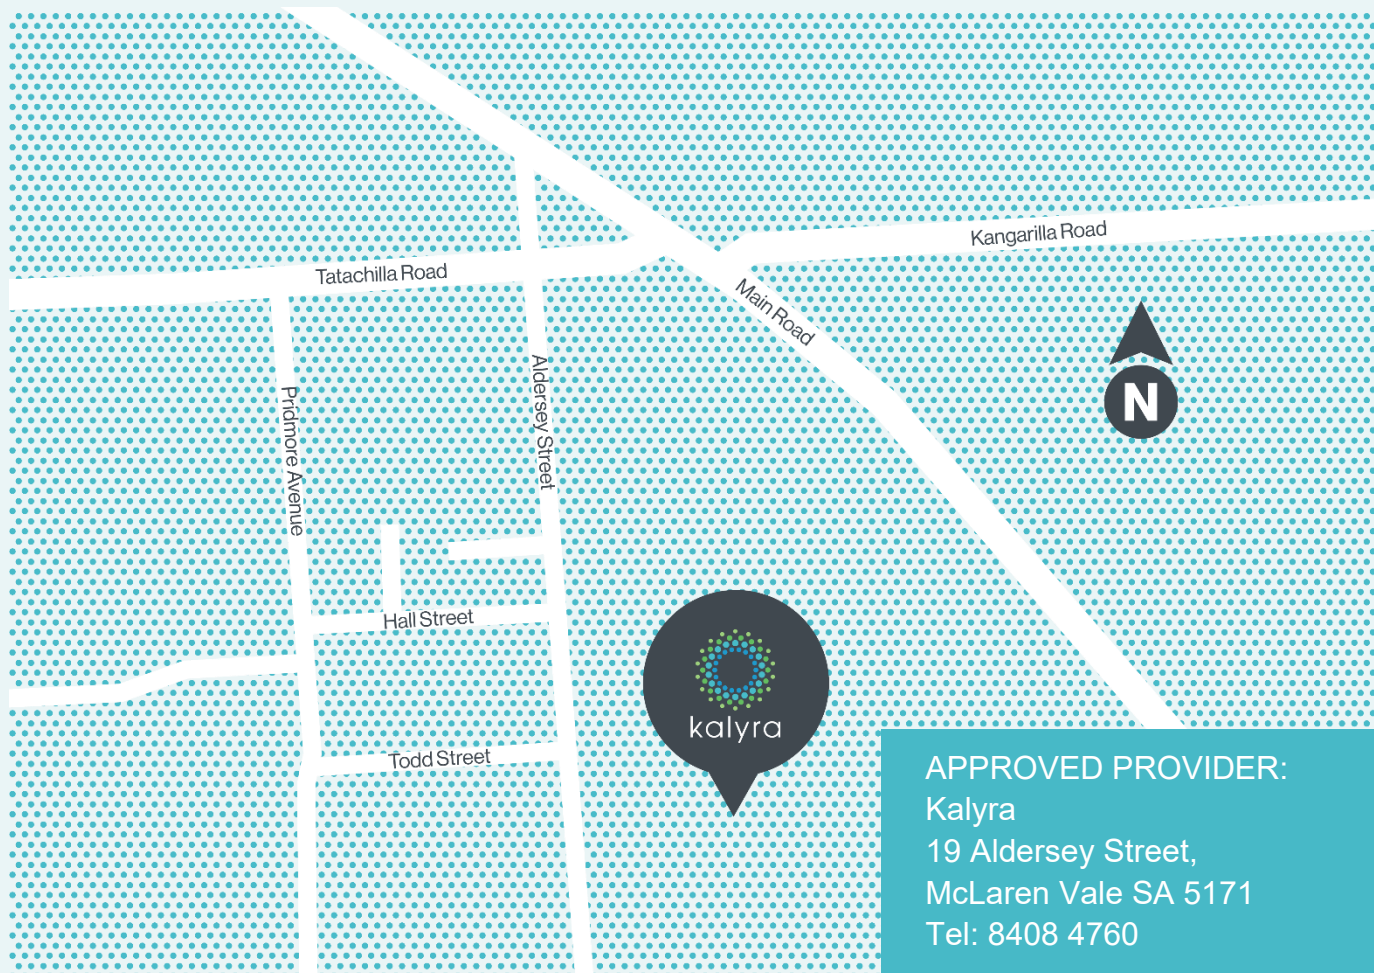 Kangarilla Road
Tatachilla Road
Main Road
Aldersey Street
Pridmore Avenue
N
Hall Street
kalyra
Todd Street
APPROVED PROVIDER:
Kalyra
19 Aldersey Street,
McLaren Vale SA 5171
Tel: 8408 4760